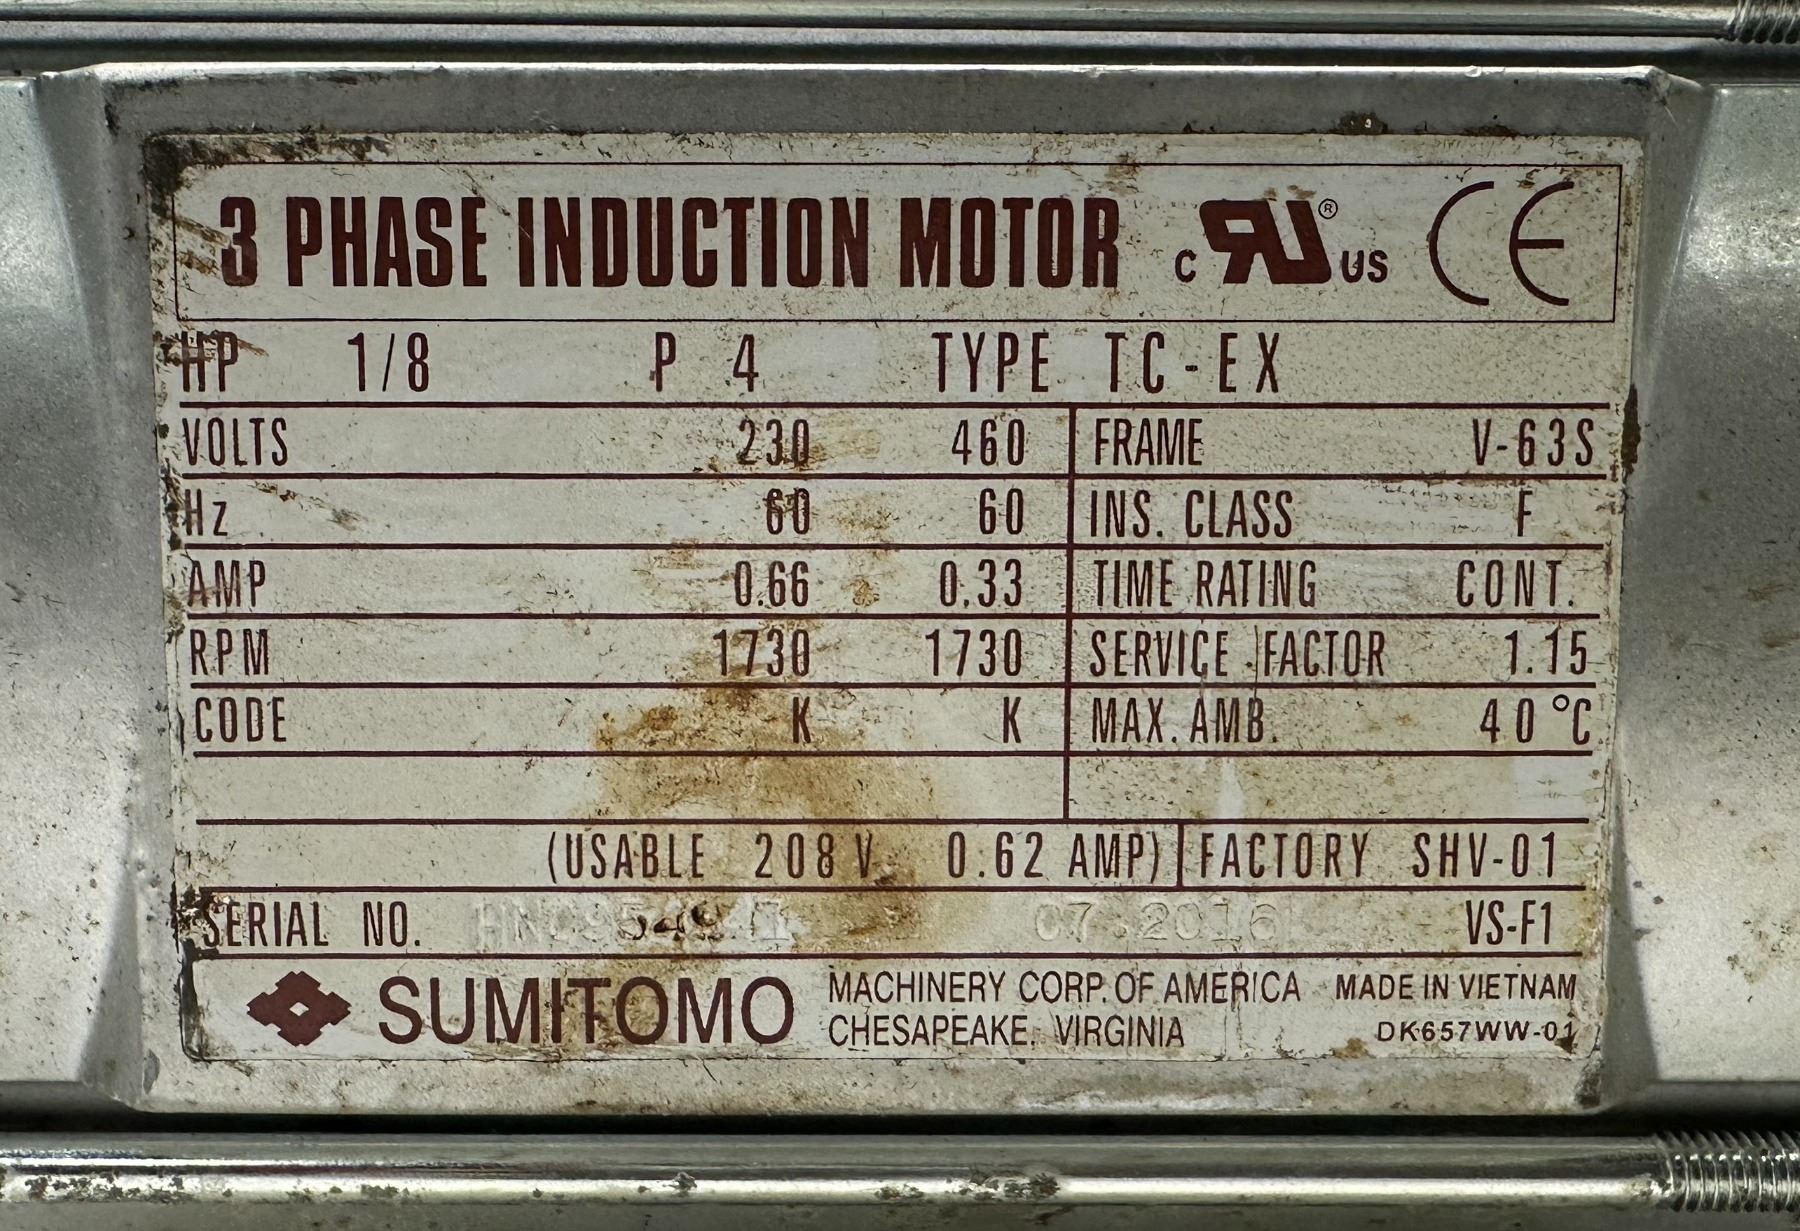 3 PHASE INDUCTION MOTOR c RU ® US CE
HP 1/8 P 4 TYPE TC-EX
VOLTS 230 460 FRAME V-63S
Hz 60 60 INS. CLASS F
AMP 0.66 0.33 TIME RATING CONT.
RPM 1730 1730 SERVICE FACTOR 1.15
CODE K K MAX. AMB. 40°C
(USABLE 208 V 0.62 AMP) FACTORY SHV-01
SERIAL NO. 07.2016 VS-F1
SUMITOMO MACHINERY CORP. OF AMERICA MADE IN VIETNAM
CHESAPEAKE, VIRGINIA DK657WW-01